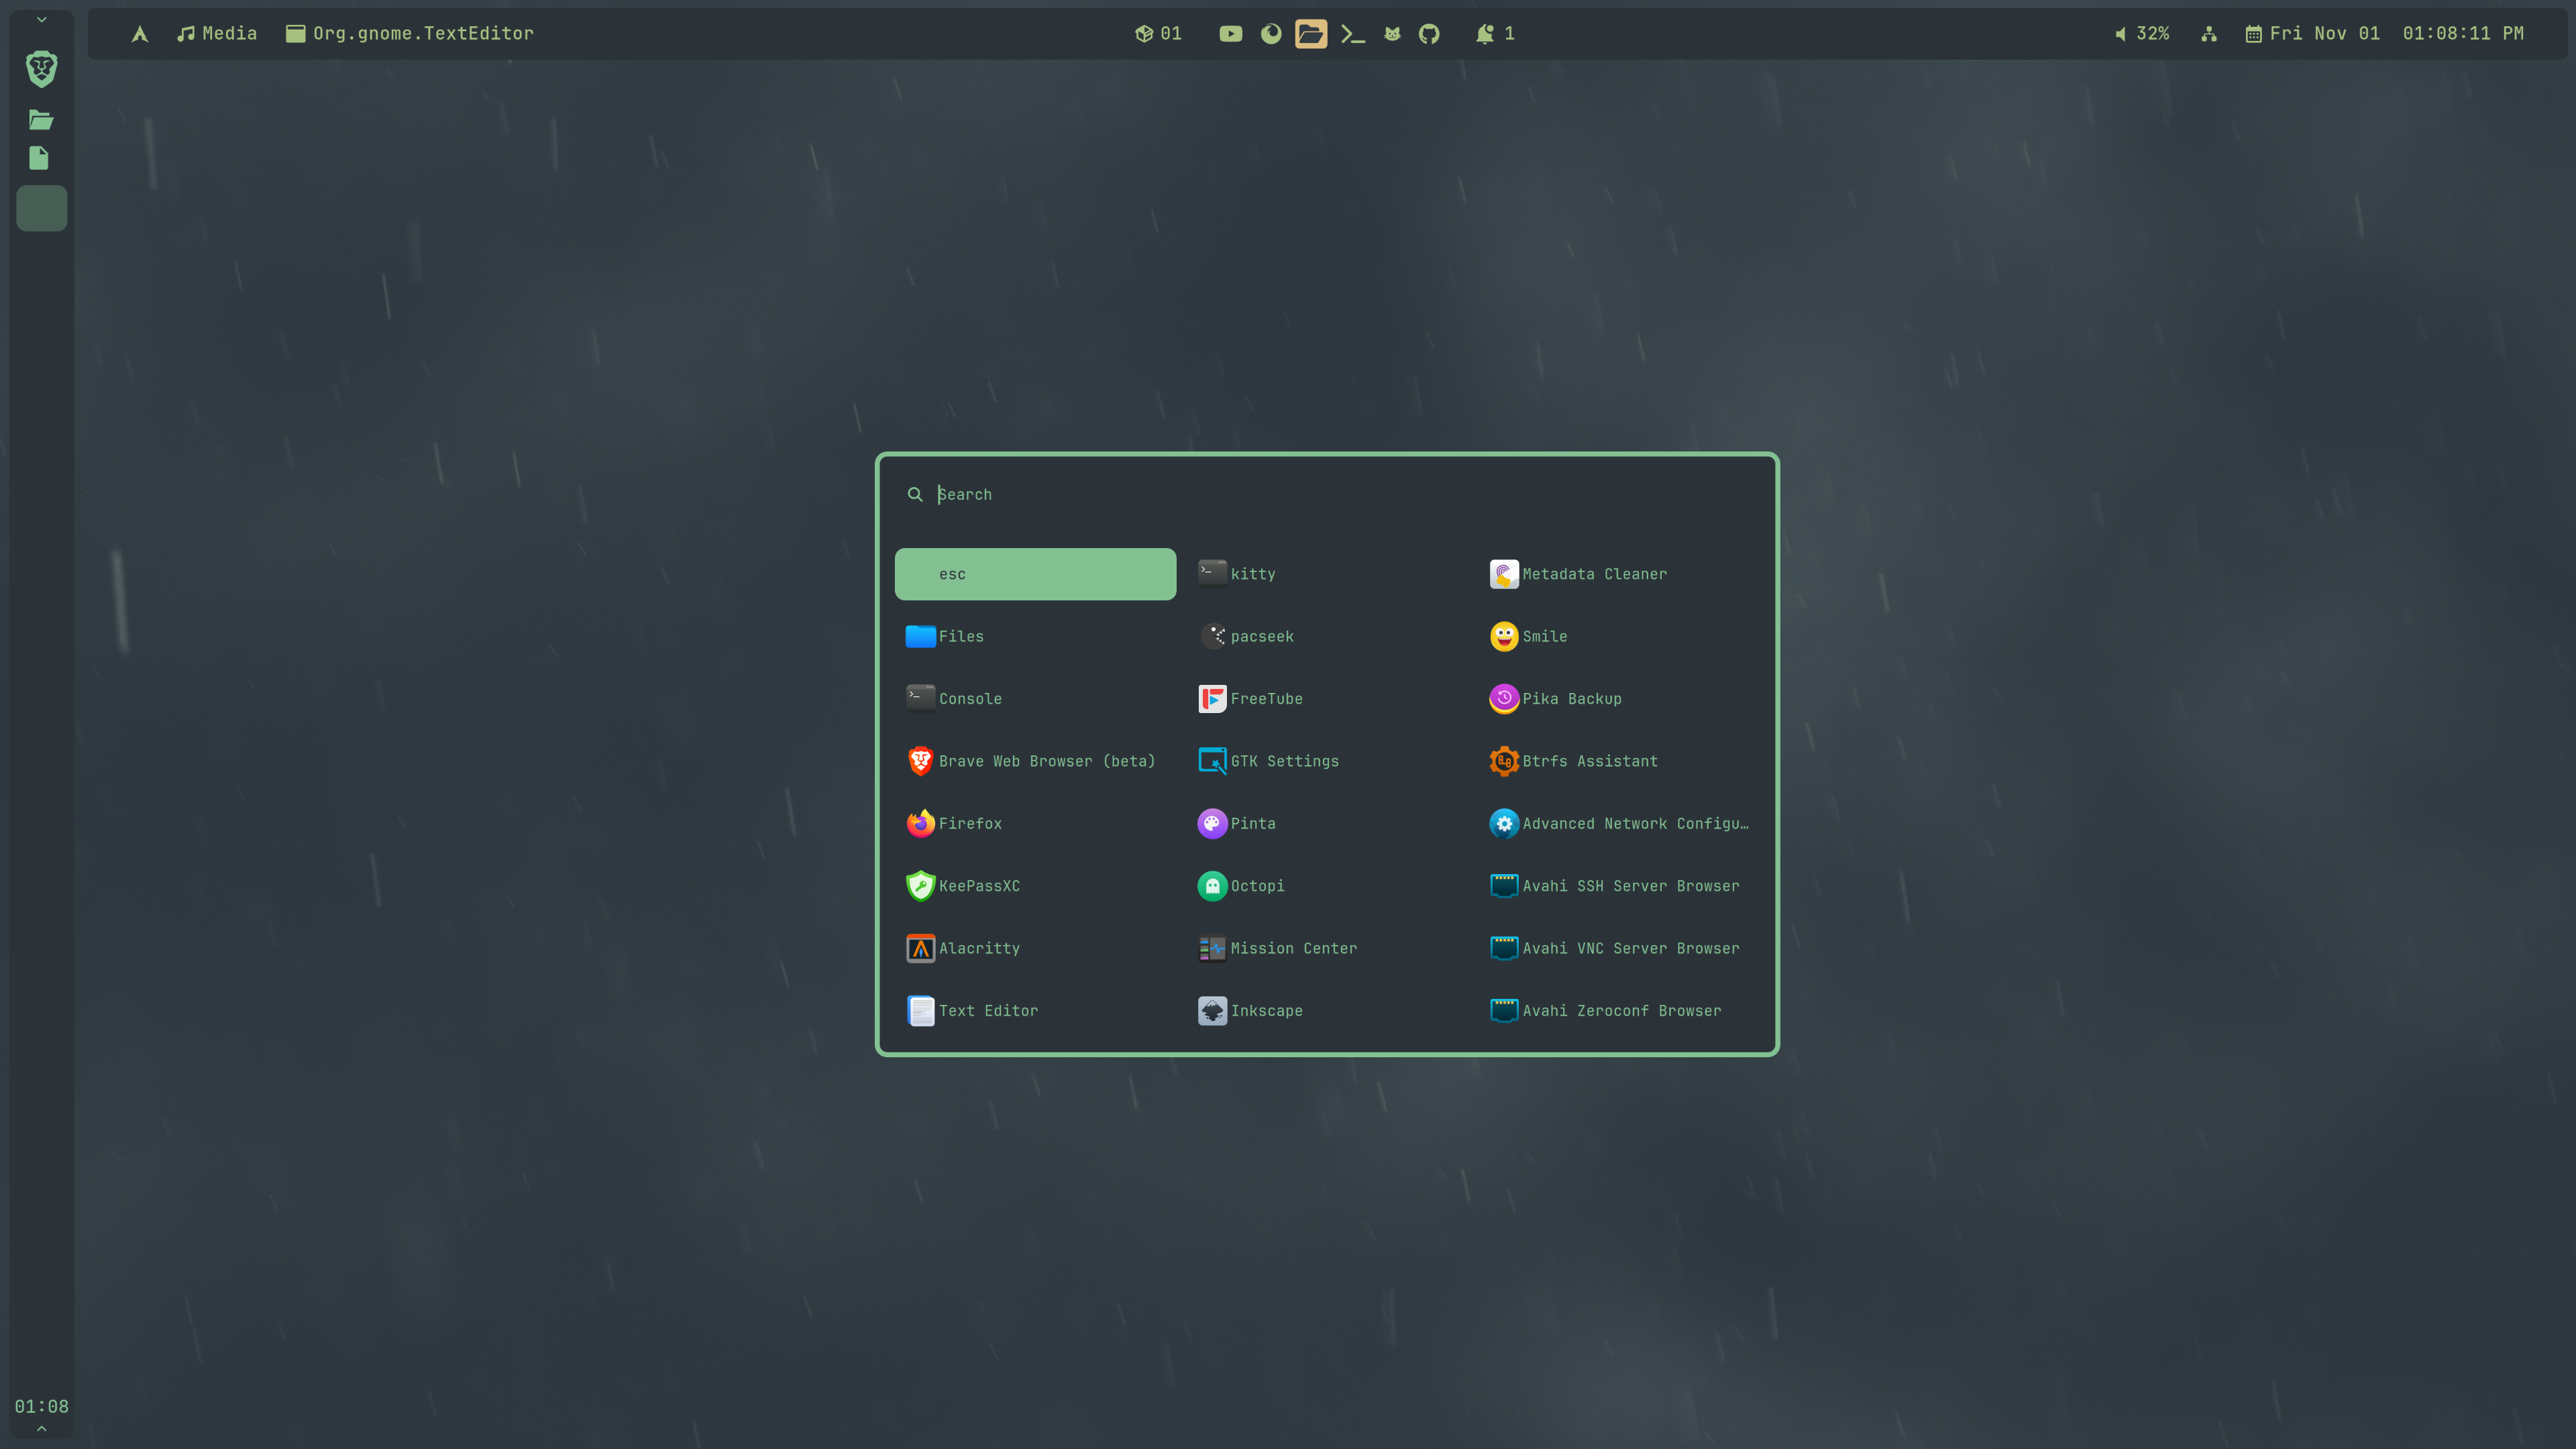 Media
Org.gnome.TextEditor
01
1
32%
Fri Nov 01
01:08:11 PM
Search
esc
kitty
Metadata Cleaner
Files
pacseek
Smile
Console
FreeTube
Pika Backup
Brave Web Browser (beta)
GTK Settings
Btrfs Assistant
Firefox
Pinta
Advanced Network Configu…
KeePassXC
Octopi
Avahi SSH Server Browser
Alacritty
Mission Center
Avahi VNC Server Browser
Text Editor
Inkscape
Avahi Zeroconf Browser
01:08